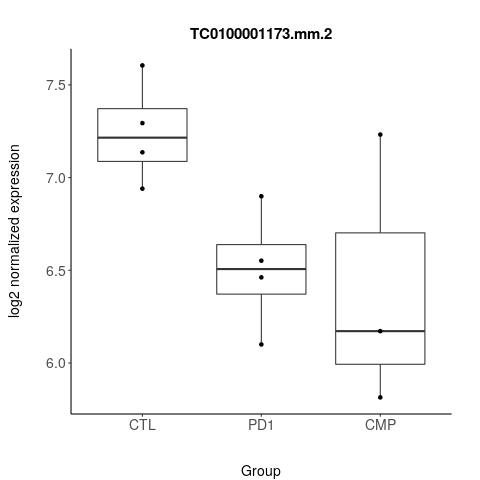 TC0100001173.mm.2
log2 normalized expression
7.5
7.0
6.5
6.0
CTL PD1 CMP
Group